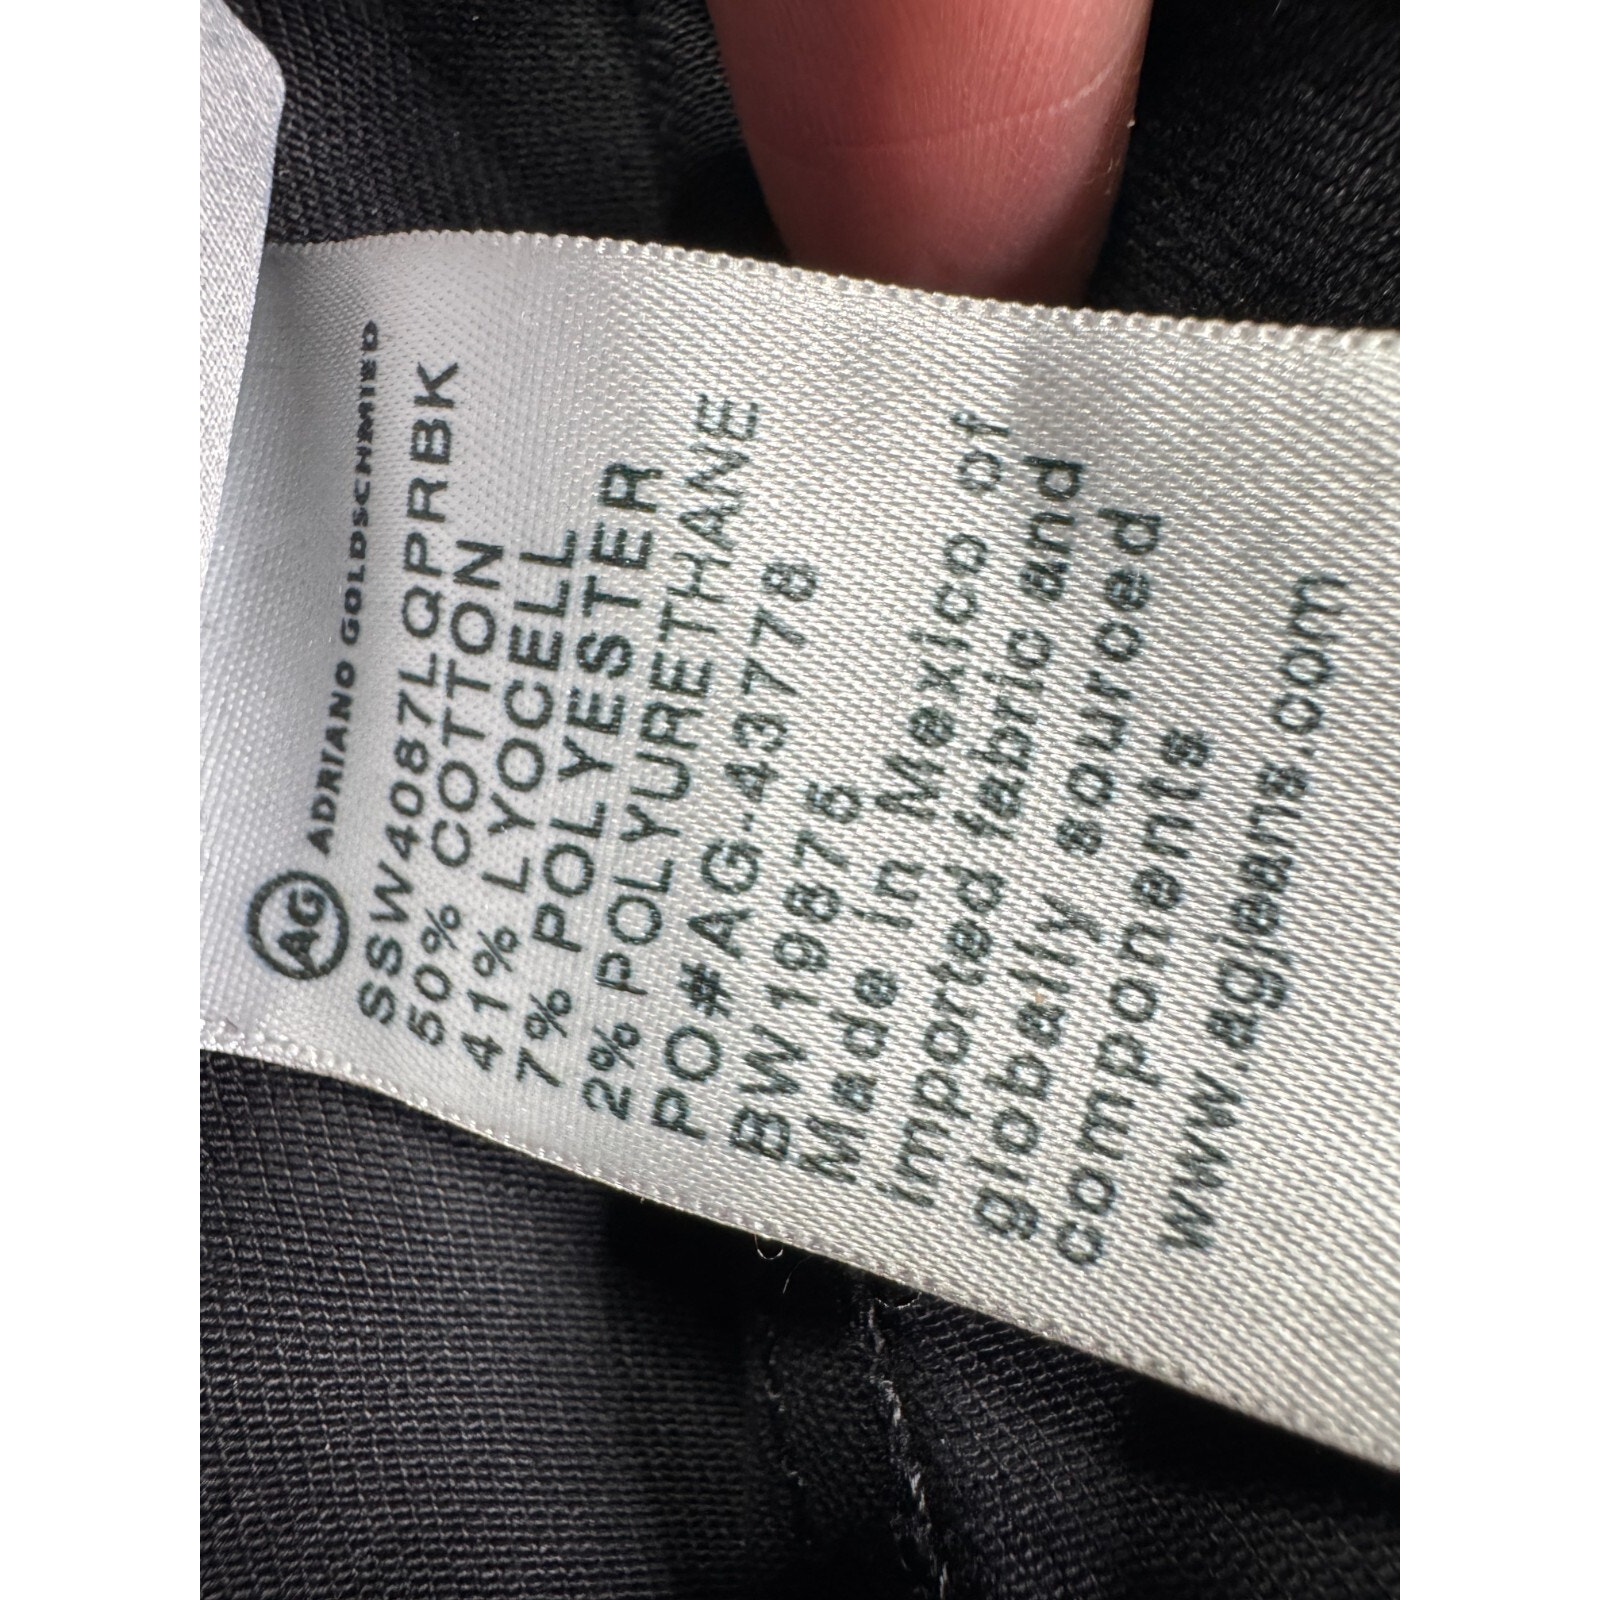 AG ADRIANO GOLDSCHMIED
SSW4087LQPRBK
50% COTTON
41% LYOCELL
7% POLYESTER
2% POLYURETHANE
PO#AG-43778
BW19876
Made in Mexico of
imported fabric and
globally sourced
components
www.agjeans.com